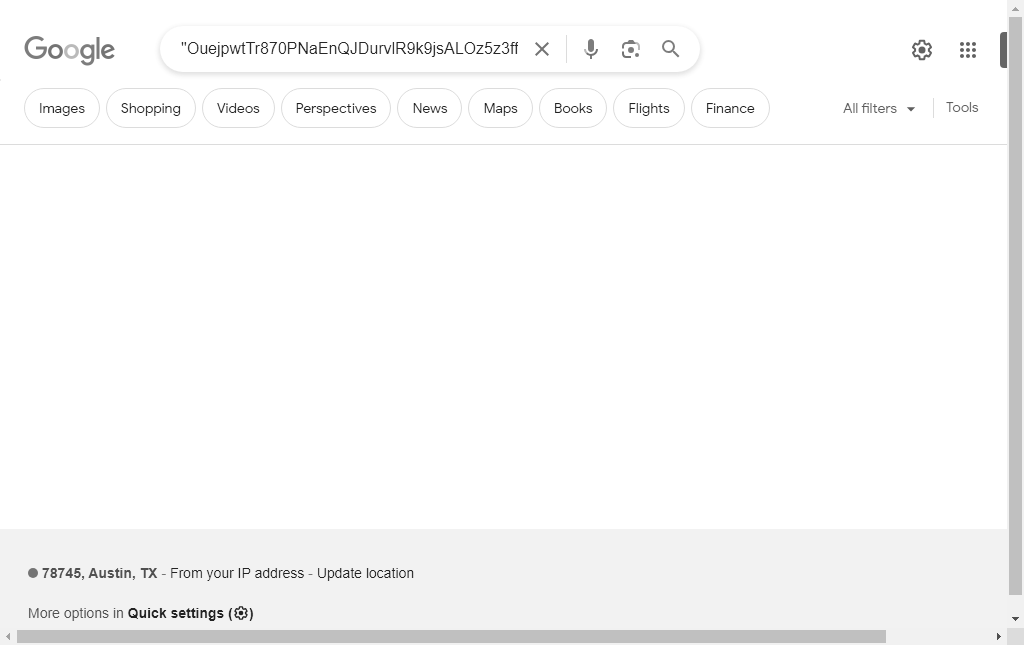 Google
"OuejpwtTr870PNaEnQJDurvlR9k9jsALOz5z3ff
Images Shopping Videos Perspectives News Maps Books Flights Finance All filters Tools
78745, Austin, TX - From your IP address - Update location
More options in Quick settings ( )